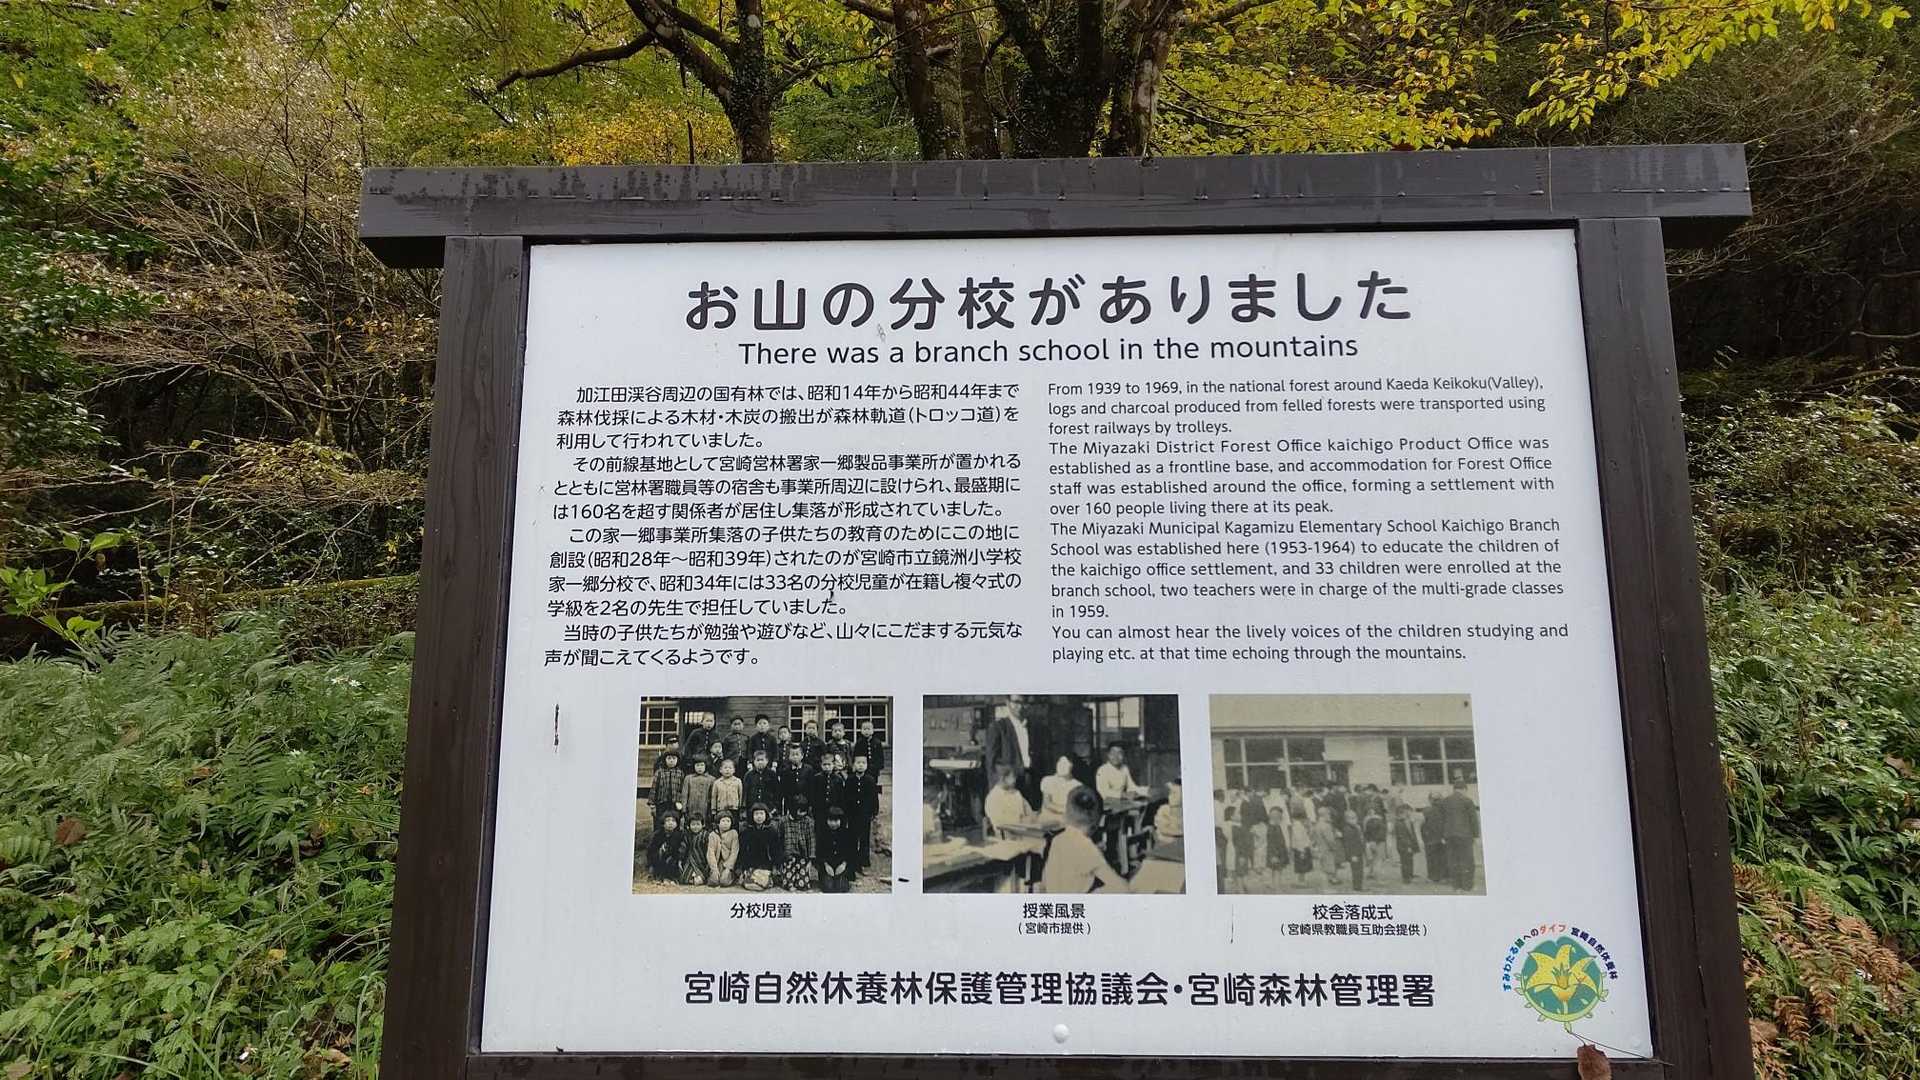 お山の分校がありました
There was a branch school in the mountains
加江田渓谷周辺の国有林では、昭和14年から昭和44年まで
森林伐採による木材・木炭の搬出が森林軌道(トロッコ道)を
利用して行われていました。
その前線基地として宮崎営林署家一郷製品事業所が置かれる
とともに営林署職員等の宿舎も事業所周辺に設けられ、最盛期に
は160名を超す関係者が居住し集落が形成されていました。
この家一郷事業所集落の子供たちの教育のためにこの地に
創設(昭和28年～昭和39年)されたのが宮崎市立鏡洲小学校
家一郷分校で、昭和34年には33名の分校児童が在籍し複々式の
学級を2名の先生で担任していました。
当時の子供たちが勉強や遊びなど、山々にこだまする元気な
声が聞こえてくるようです。
From 1939 to 1969, in the national forest around Kaeda Keikoku(Valley),
logs and charcoal produced from felled forests were transported using
forest railways by trolleys.
The Miyazaki District Forest Office kaichigo Product Office was
established as a frontline base, and accommodation for Forest Office
staff was established around the office, forming a settlement with
over 160 people living there at its peak.
The Miyazaki Municipal Kagamizu Elementary School Kaichigo Branch
School was established here (1953-1964) to educate the children of
the kaichigo office settlement, and 33 children were enrolled at the
branch school, two teachers were in charge of the multi-grade classes
in 1959.
You can almost hear the lively voices of the children studying and
playing etc. at that time echoing through the mountains.
分校児童
授業風景
(宮崎市提供)
校舎落成式
(宮崎県教職員互助会提供)
宮崎自然休養林保護管理協議会・宮崎森林管理署
すみわたる緑へのダイブ 宮崎自然休養林